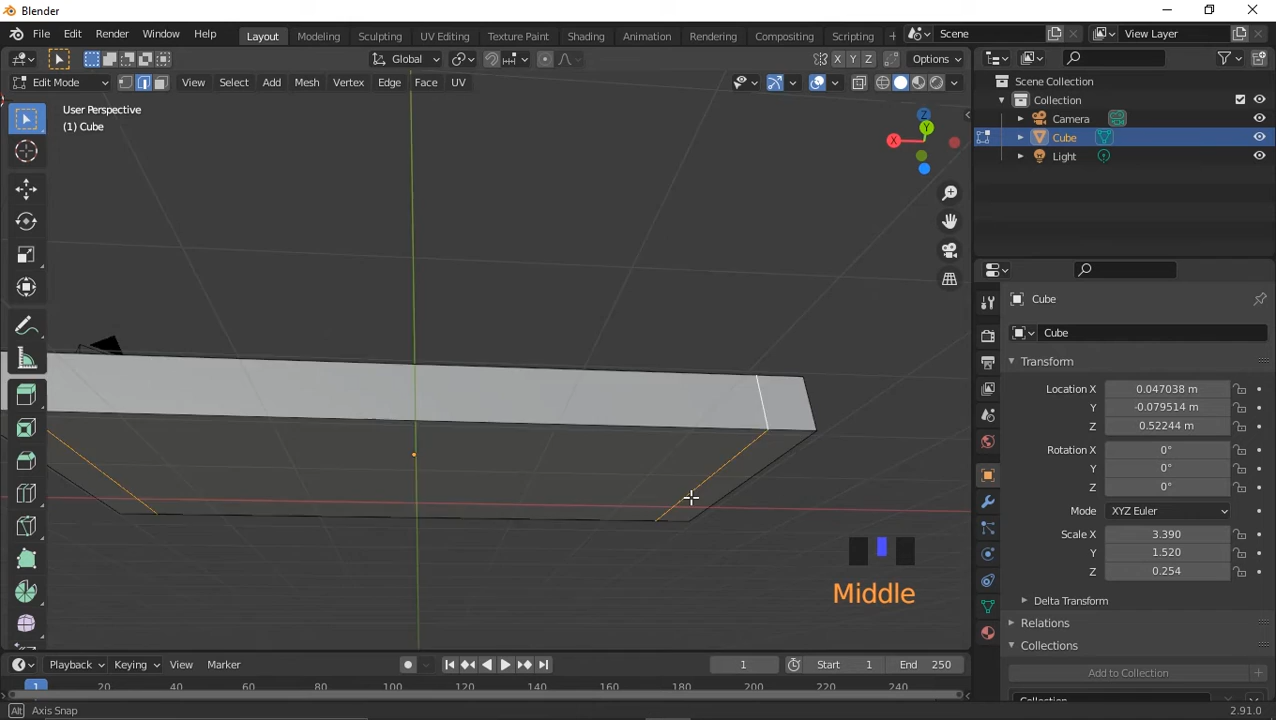 Blender
File Edit Render Window Help
Layout Modeling Sculpting UV Editing Texture Paint Shading Animation Rendering Compositing Scripting +
Scene
View Layer
Global
X Y Z
Options
Edit Mode
View Select Add Mesh Vertex Edge Face UV
User Perspective
(1) Cube
Z
Y
X
Scene Collection
Collection
Camera
Cube
Light
Cube
Cube
Transform
Location X 0.047038 m
Y -0.079514 m
Z 0.52244 m
Rotation X 0°
Y 0°
Z 0°
Mode XYZ Euler
Scale X 3.390
Y 1.520
Z 0.254
Delta Transform
Relations
Collections
Add to Collection +
Middle
Playback Keying View Marker
1
Start 1
End 250
1 20 40 60 80 100 120 140 160 180 200 220 240
Alt Axis Snap
2.91.0